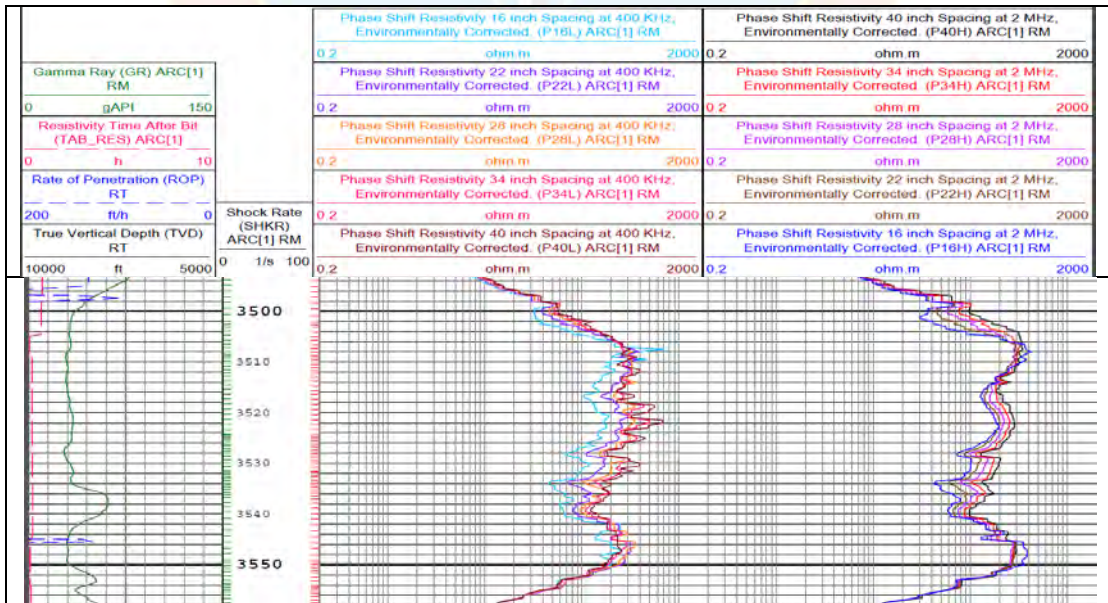 Phase Shift Resistivity 16 inch Spacing at 400 KHz,
Environmentally Corrected. (P16L) ARC[1] RM
0.2 ohm.m 2000
Phase Shift Resistivity 40 inch Spacing at 2 MHz,
Environmentally Corrected. (P40H) ARC[1] RM
0.2 ohm.m 2000
Gamma Ray (GR) ARC[1]
RM
0 gAPI 150
Phase Shift Resistivity 22 inch Spacing at 400 KHz,
Environmentally Corrected. (P22L) ARC[1] RM
0.2 ohm.m 2000
Phase Shift Resistivity 34 inch Spacing at 2 MHz,
Environmentally Corrected. (P34H) ARC[1] RM
0.2 ohm.m 2000
Resistivity Time After Bit
(TAB_RES) ARC[1]
0 h 10
Phase Shift Resistivity 28 inch Spacing at 400 KHz,
Environmentally Corrected. (P28L) ARC[1] RM
0.2 ohm.m 2000
Phase Shift Resistivity 28 inch Spacing at 2 MHz,
Environmentally Corrected. (P28H) ARC[1] RM
0.2 ohm.m 2000
Rate of Penetration (ROP)
RT
200 ft/h 0
Phase Shift Resistivity 34 inch Spacing at 400 KHz,
Environmentally Corrected. (P34L) ARC[1] RM
0.2 ohm.m 2000
Phase Shift Resistivity 22 inch Spacing at 2 MHz,
Environmentally Corrected. (P22H) ARC[1] RM
0.2 ohm.m 2000
True Vertical Depth (TVD)
RT
10000 ft 5000
Shock Rate
(SHKR)
ARC[1] RM
0 1/s 100
Phase Shift Resistivity 40 inch Spacing at 400 KHz,
Environmentally Corrected. (P40L) ARC[1] RM
0.2 ohm.m 2000
Phase Shift Resistivity 16 inch Spacing at 2 MHz,
Environmentally Corrected. (P16H) ARC[1] RM
0.2 ohm.m 2000
3500
3510
3520
3530
3540
3550